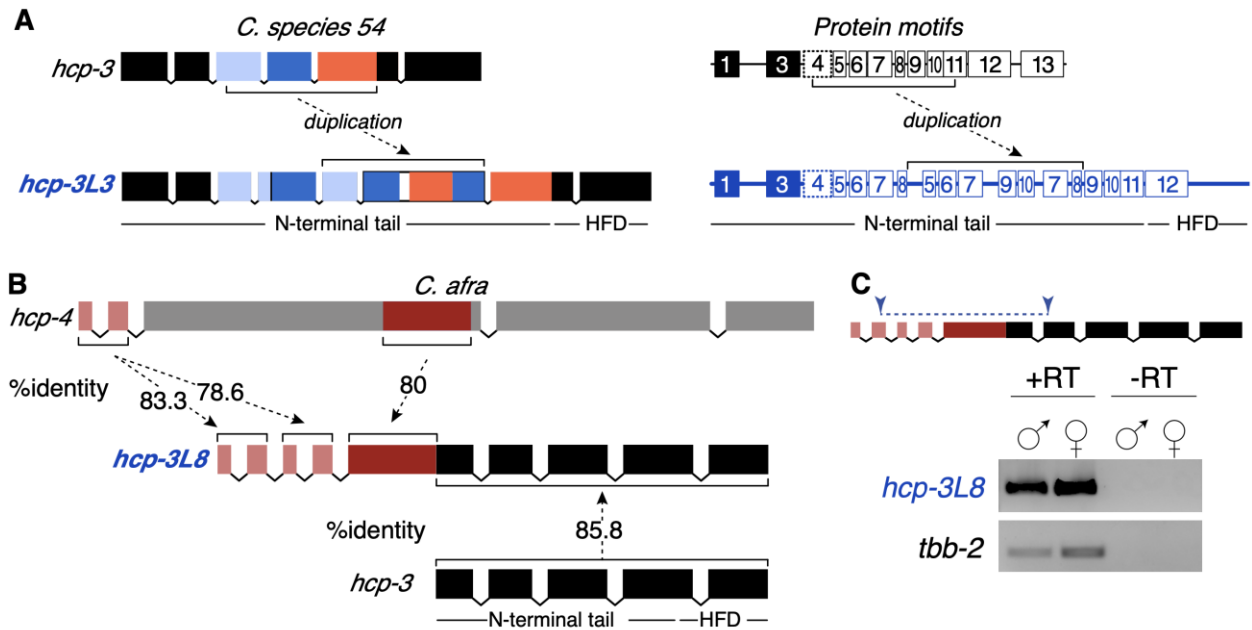 A
C. species 54
Protein motifs
hcp-3
1 3 4 5 6 7 8 9 10 11 12 13
duplication
duplication
hcp-3L3
1 3 4 5 6 7 8 5 6 7 9 10 7 8 9 10 11 12
N-terminal tail HFD
N-terminal tail HFD
B
C. afra
hcp-4
%identity
83.3 78.6 80
hcp-3L8
%identity
85.8
hcp-3
N-terminal tail HFD
C
+RT -RT
♂ ♀ ♂ ♀
hcp-3L8
tbb-2